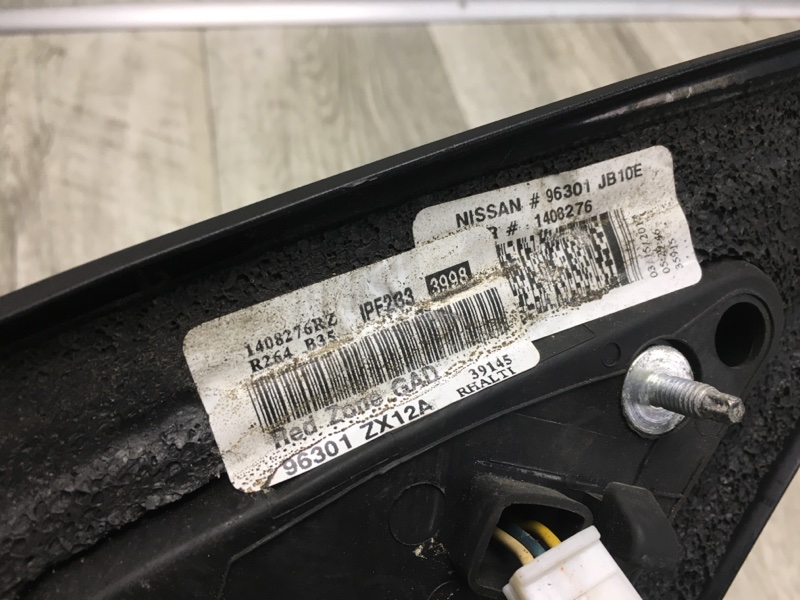 NISSAN # 96301 JB10E
# 1408276
1408276RZ IPF283 3998
R264 B35
Red Zone GAD
39145
96301 ZX12A RHALTI